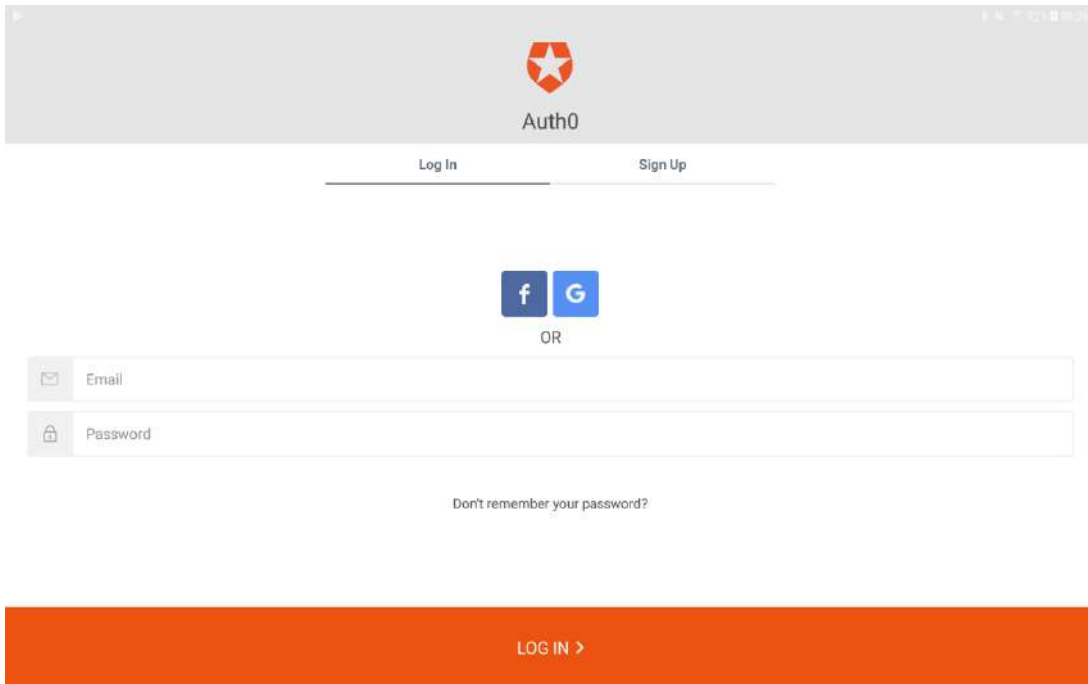 Auth0
Log In Sign Up
f G
OR
Email
Password
Don't remember your password?
LOG IN >